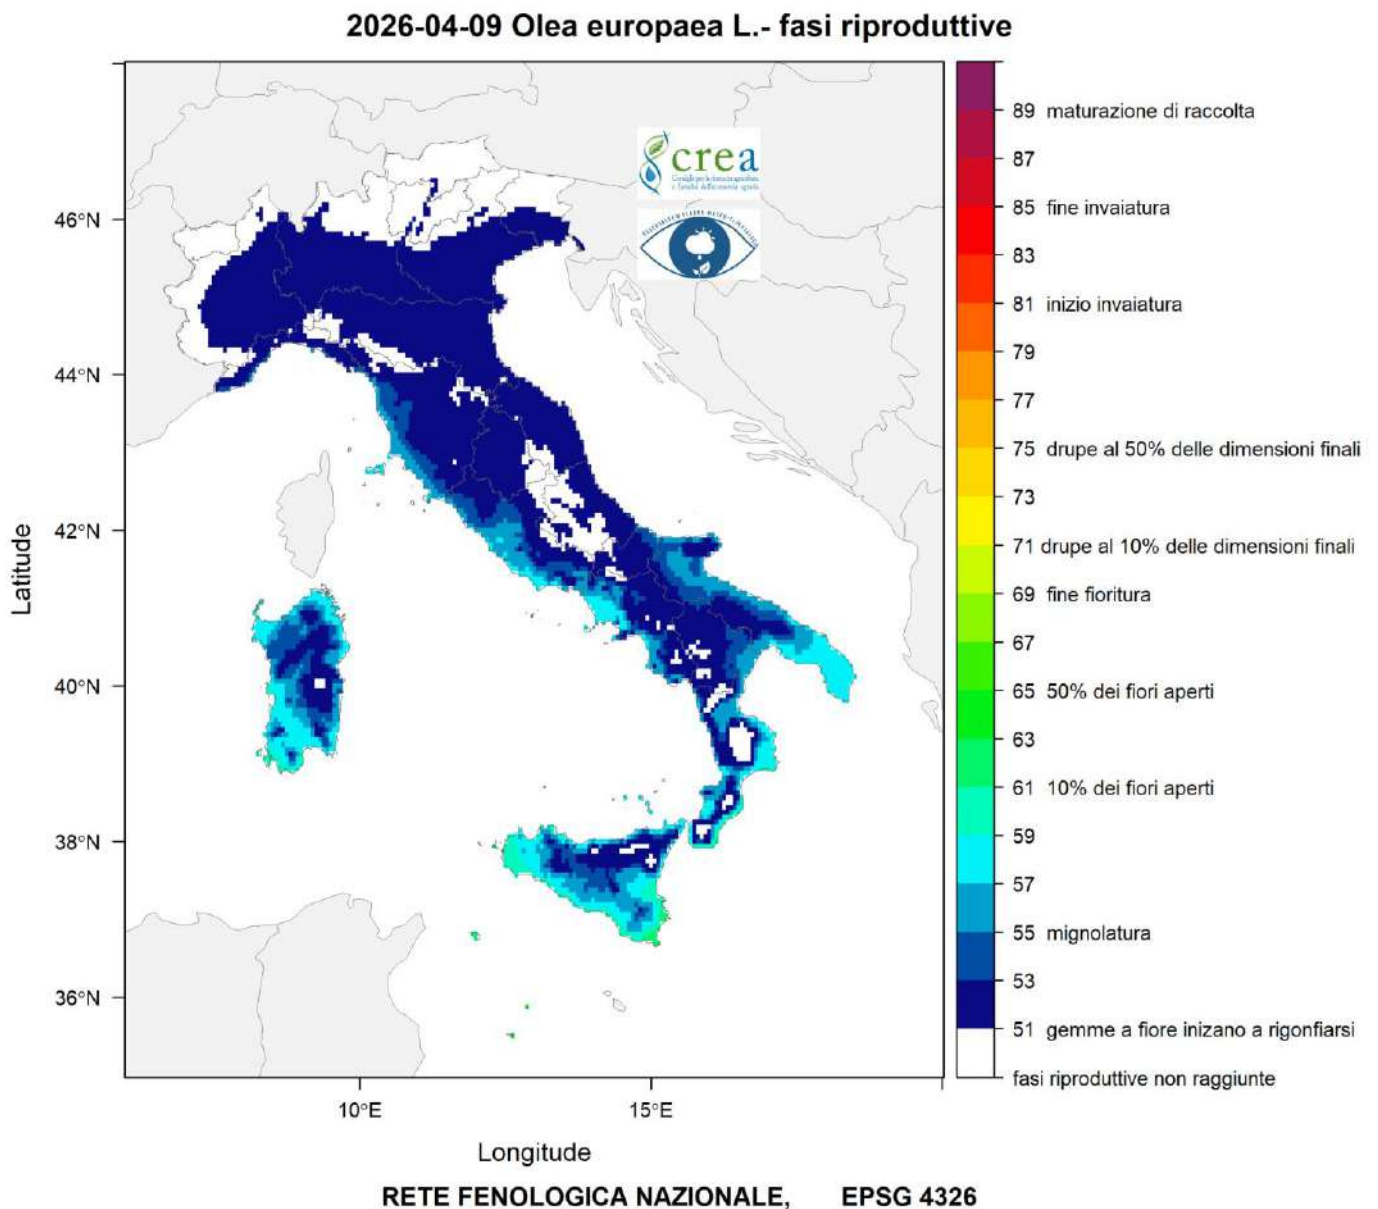 2026-04-09 Olea europaea L.- fasi riproduttive
crea
46°N
44°N
42°N
40°N
38°N
36°N
Latitude
10°E
15°E
Longitude
89 maturazione di raccolta
87
85 fine invaiatura
83
81 inizio invaiatura
79
77
75 drupe al 50% delle dimensioni finali
73
71 drupe al 10% delle dimensioni finali
69 fine fioritura
67
65 50% dei fiori aperti
63
61 10% dei fiori aperti
59
57
55 mignolatura
53
51 gemme a fiore inizano a rigonfiarsi
fasi riproduttive non raggiunte
RETE FENOLOGICA NAZIONALE, EPSG 4326